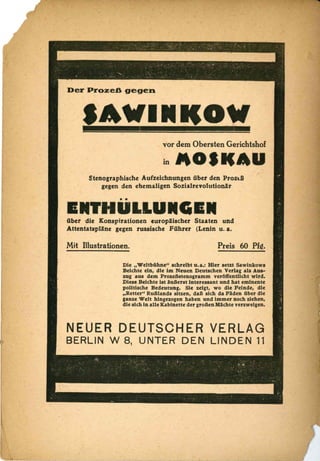 Der Prozeß gegen
SAWINKOW
vor dem Obersten Gerichtshof
in MOSKAU
Stenographische Aufzeichnungen über den Prozeß
gegen den ehemaligen Sozialrevolutionär
ENTHÜLLUNGEN
über die Konspirationen europäischer Staaten und
Attentatspläne gegen russische Führer (Lenin u. a.
Mit Illustrationen. Preis 60 Pfg.
Die „Weltbühne" schreibt u. a.: Hier setzt Sawinkows
Beichte ein, die im Neuen Deutschen Verlag als Aus-
zug aus dem Prozeßstenogramm veröffentlicht wird.
Diese Beichte ist äußerst interessant und hat eminente
politische Bedeutung. Sie zeigt, wo die Feinde, die
„Retter" Rußlands sitzen, daß sich da Fäden über die
ganze Welt hingezogen haben und immer noch ziehen,
die sich in alle Kabinette der großen Mächte verzweigen.
NEUER DEUTSCHER VERLAG
BERLIN W 8, UNTER DEN LINDEN 11